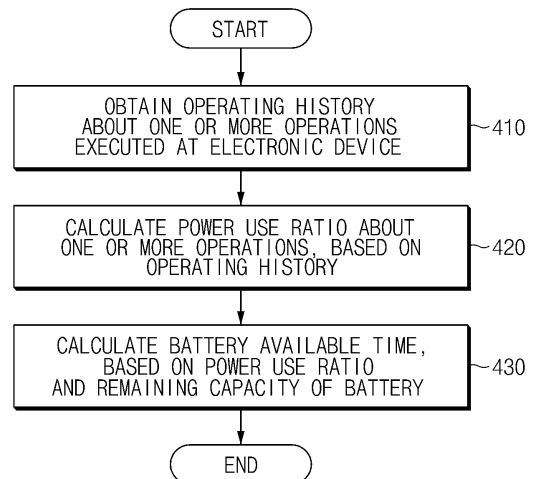 START
OBTAIN OPERATING HISTORY
ABOUT ONE OR MORE OPERATIONS
EXECUTED AT ELECTRONIC DEVICE
410
CALCULATE POWER USE RATIO ABOUT
ONE OR MORE OPERATIONS, BASED ON
OPERATING HISTORY
420
CALCULATE BATTERY AVAILABLE TIME,
BASED ON POWER USE RATIO
AND REMAINING CAPACITY OF BATTERY
430
END